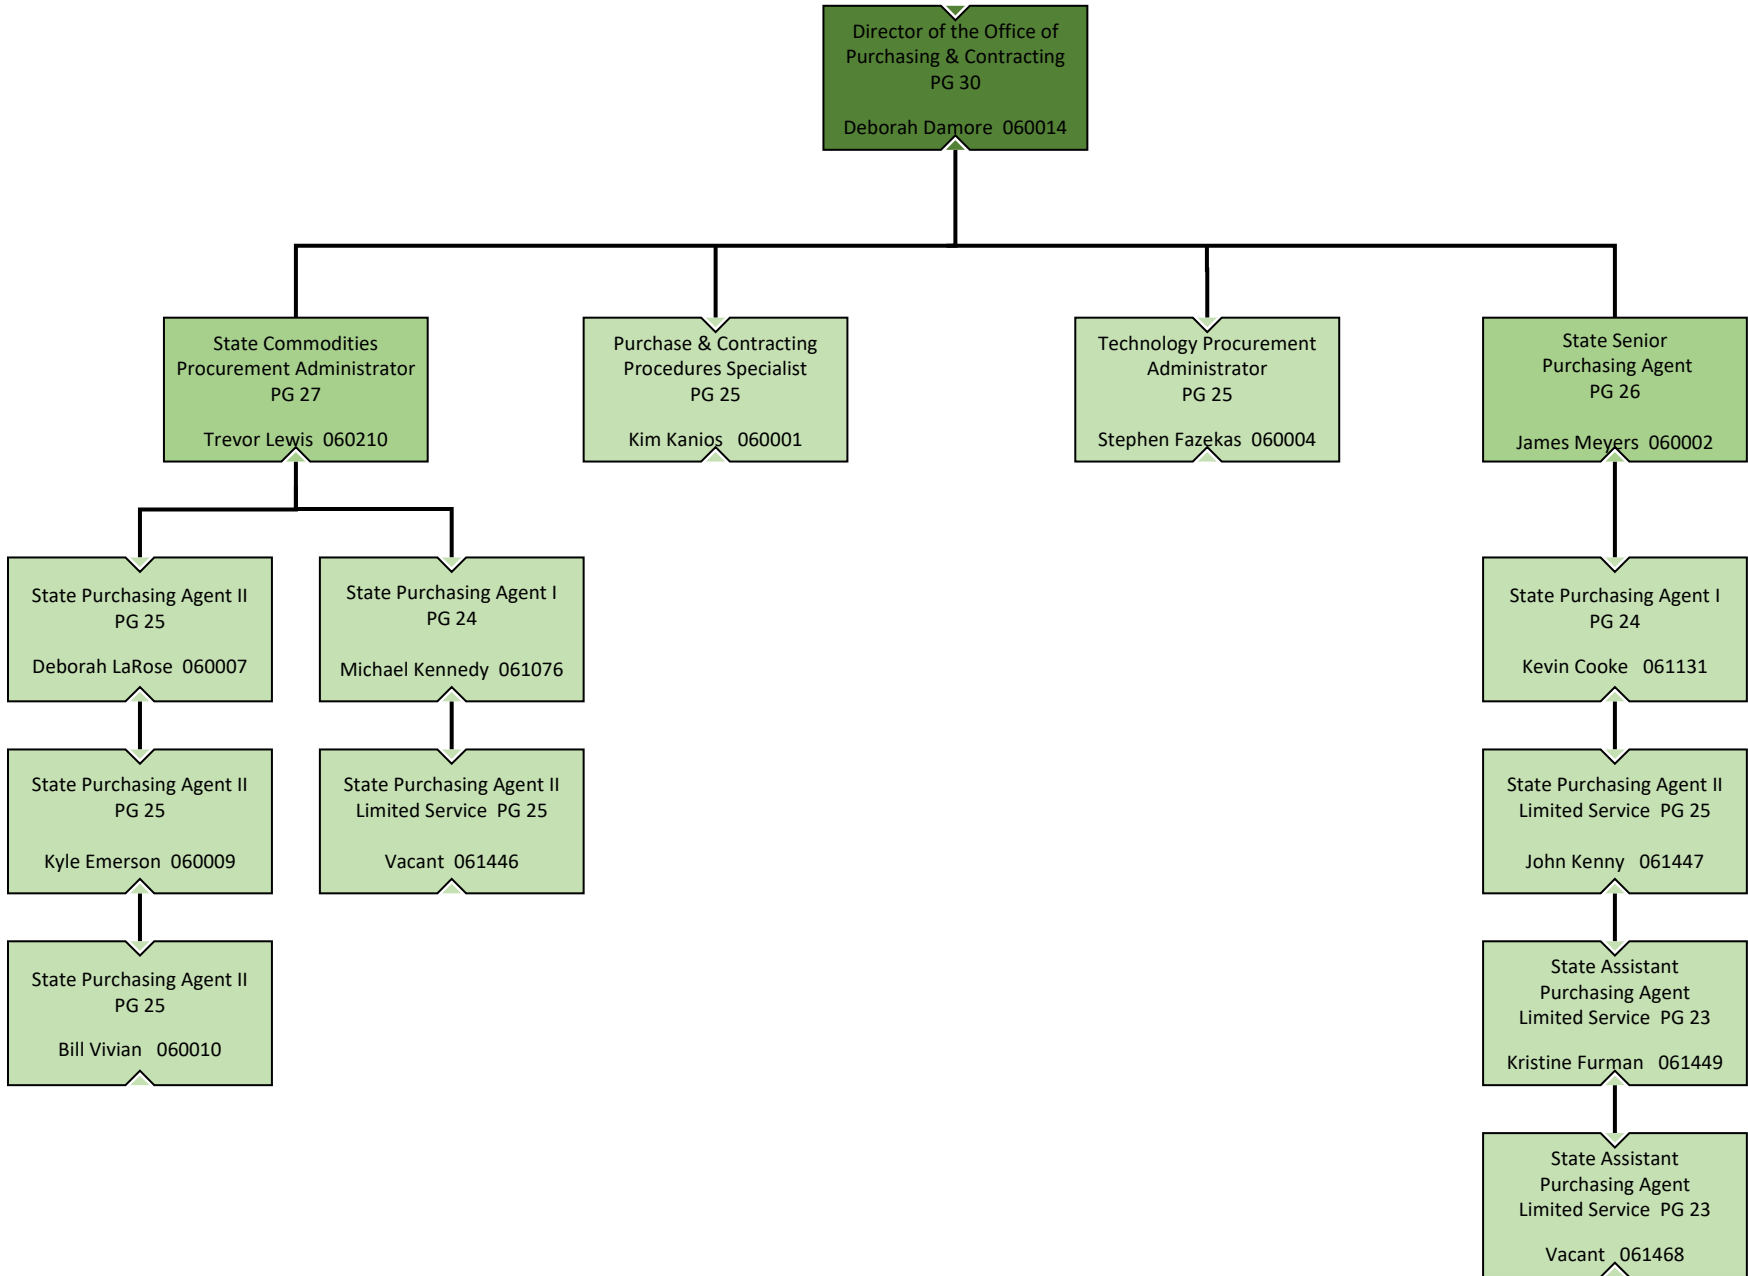 Director of the Office of
Purchasing & Contracting
PG 30
Deborah Damore 060014
State Commodities
Procurement Administrator
PG 27
Trevor Lewis 060210
Purchase & Contracting
Procedures Specialist
PG 25
Kim Kanios 060001
Technology Procurement
Administrator
PG 25
Stephen Fazekas 060004
State Senior
Purchasing Agent
PG 26
James Meyers 060002
State Purchasing Agent II
PG 25
Deborah LaRose 060007
State Purchasing Agent I
PG 24
Michael Kennedy 061076
State Purchasing Agent I
PG 24
Kevin Cooke 061131
State Purchasing Agent II
PG 25
Kyle Emerson 060009
State Purchasing Agent II
Limited Service PG 25
Vacant 061446
State Purchasing Agent II
Limited Service PG 25
John Kenny 061447
State Purchasing Agent II
PG 25
Bill Vivian 060010
State Assistant
Purchasing Agent
Limited Service PG 23
Kristine Furman 061449
State Assistant
Purchasing Agent
Limited Service PG 23
Vacant 061468